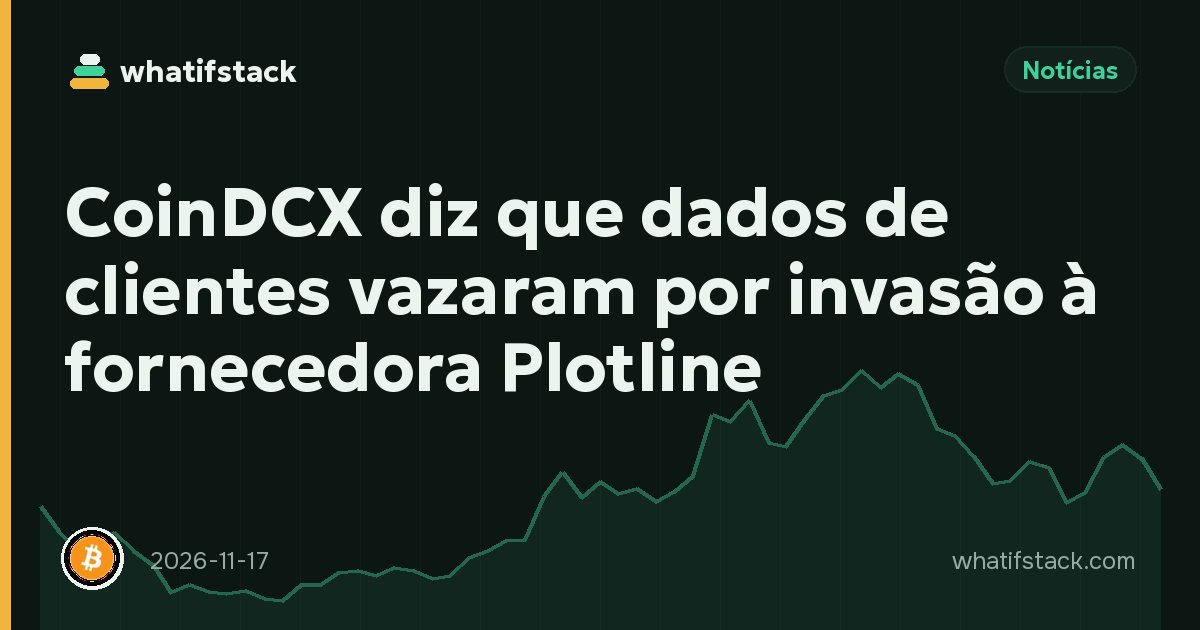 whatifstack
Notícias
CoinDCX diz que dados de
clientes vazaram por invasão à
fornecedora Plotline
2026-11-17
whatifstack.com